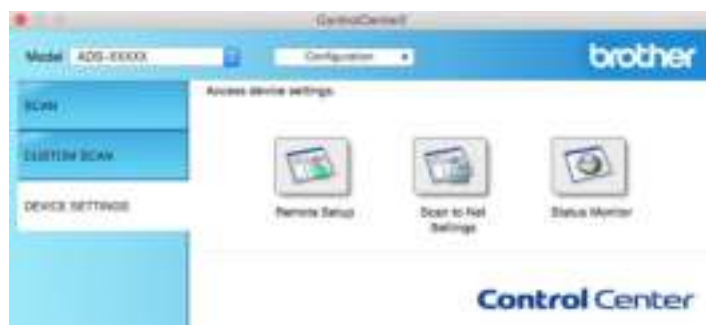 ControlCenter2
Model ADS-XXXXX Configuration brother
SCAN
Access device settings.
CUSTOM SCAN
DEVICE SETTINGS
Remote Setup
Scan to Net
Settings
Status Monitor
Control Center